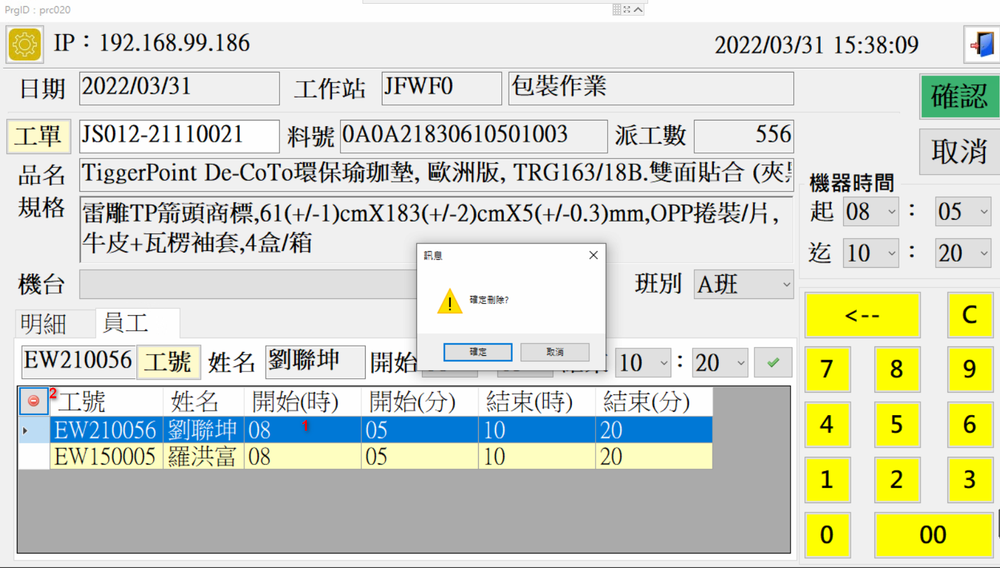 PrgID：prc020
IP：192.168.99.186
2022/03/31 15:38:09
日期 2022/03/31 工作站 JFWF0 包裝作業
確認
工單 JS012-21110021 料號 0A0A21830610501003 派工數 556
取消
品名 TiggerPoint De-CoTo環保瑜珈墊, 歐洲版, TRG163/18B.雙面貼合 (夾
規格 雷雕TP箭頭商標,61(+/-1)cmX183(+/-2)cmX5(+/-0.3)mm,OPP捲裝/片,
牛皮+瓦楞袖套,4盒/箱
機器時間
起 08 : 05
迄 10 : 20
機台
班別 A班
訊息
確定刪除?
確定 取消
明細 員工
EW210056 工號 姓名 劉聯坤 開始 10 : 20
2 工號 姓名 開始(時) 開始(分) 結束(時) 結束(分)
EW210056 劉聯坤 08 1 05 10 20
EW150005 羅洪富 08 05 10 20
<-- C
7 8 9
4 5 6
1 2 3
0 00